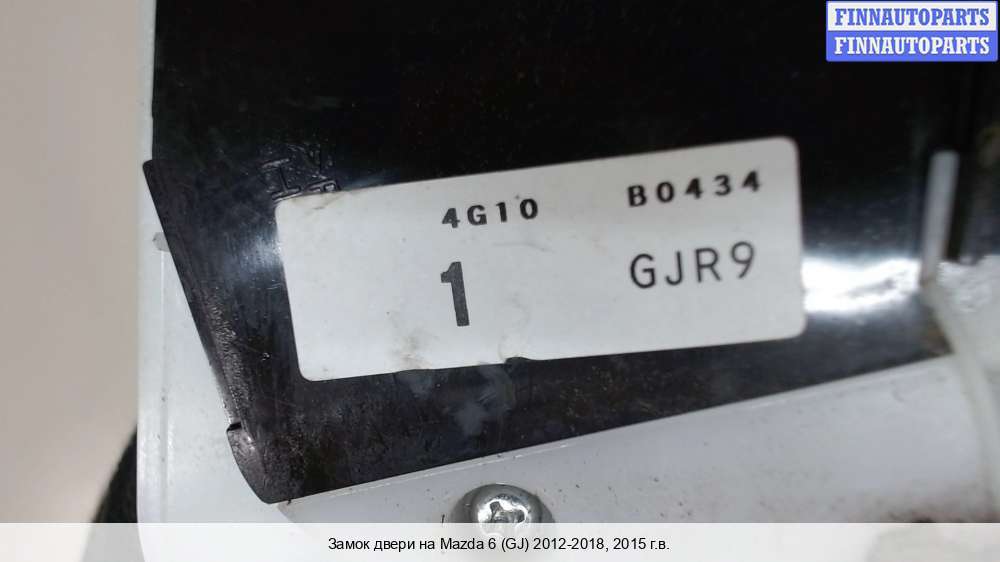 FINNAUTOPARTS
FINNAUTOPARTS
4G10 B0434
1 GJR9
Замок двери на Mazda 6 (GJ) 2012-2018, 2015 г.в.